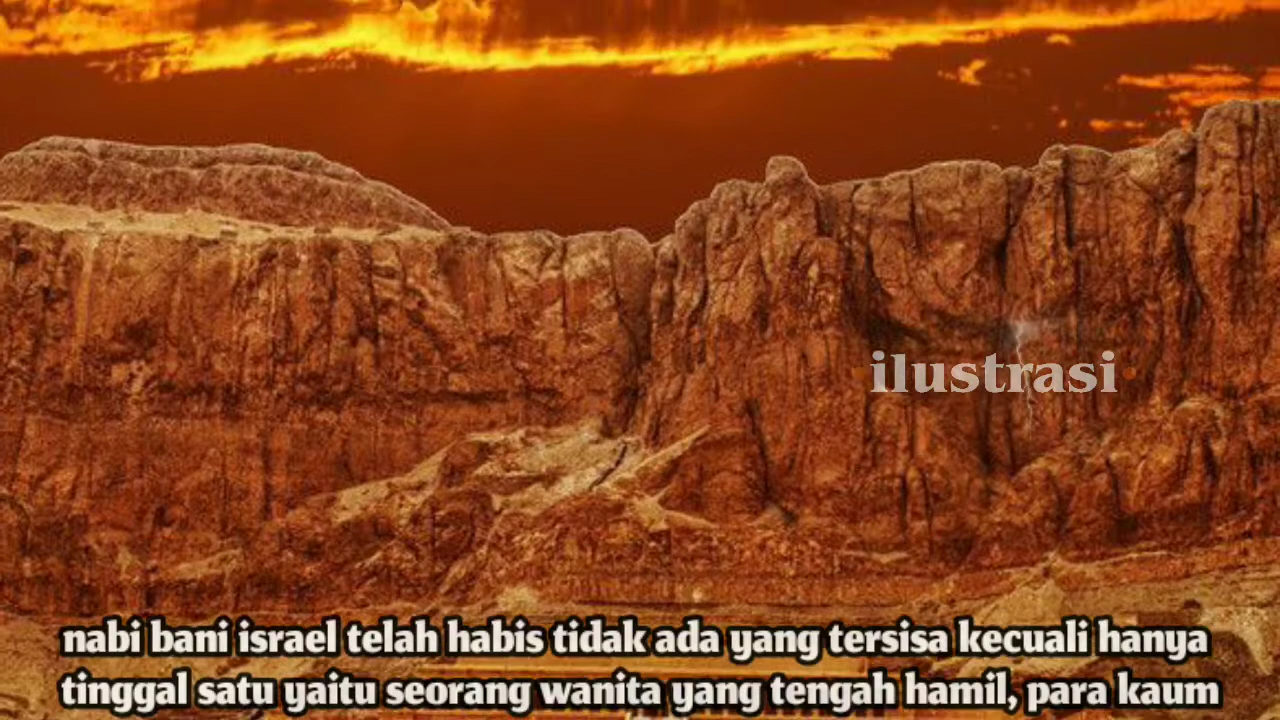 ilustrasi
nabi bani israel telah habis tidak ada yang tersisa kecuali hanya
tinggal satu yaitu seorang wanita yang tengah hamil, para kaum